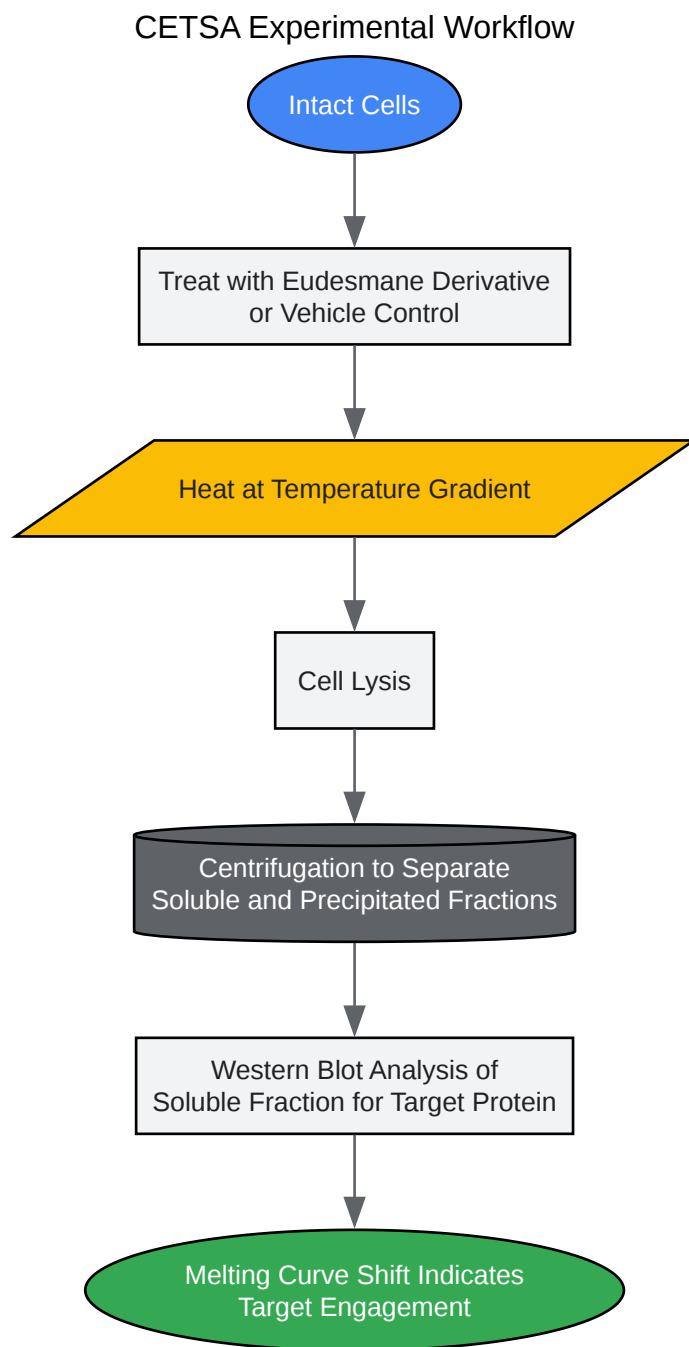 CETSA Experimental Workflow
Intact Cells
Treat with Eudesmane Derivative
or Vehicle Control
Heat at Temperature Gradient
Cell Lysis
Centrifugation to Separate
Soluble and Precipitated Fractions
Western Blot Analysis of
Soluble Fraction for Target Protein
Melting Curve Shift Indicates
Target Engagement